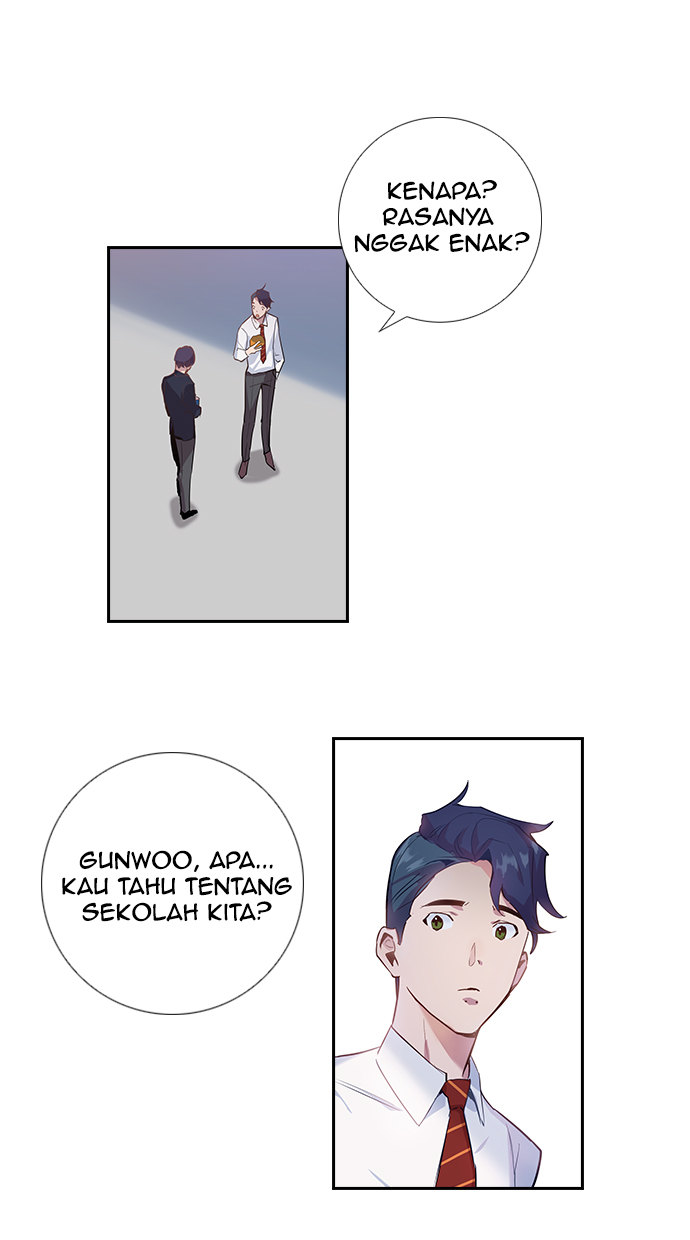 KENAPA?
RASANYA
NGGAK ENAK?
GUNWOO, APA...
KAU TAHU TENTANG
SEKOLAH KITA?